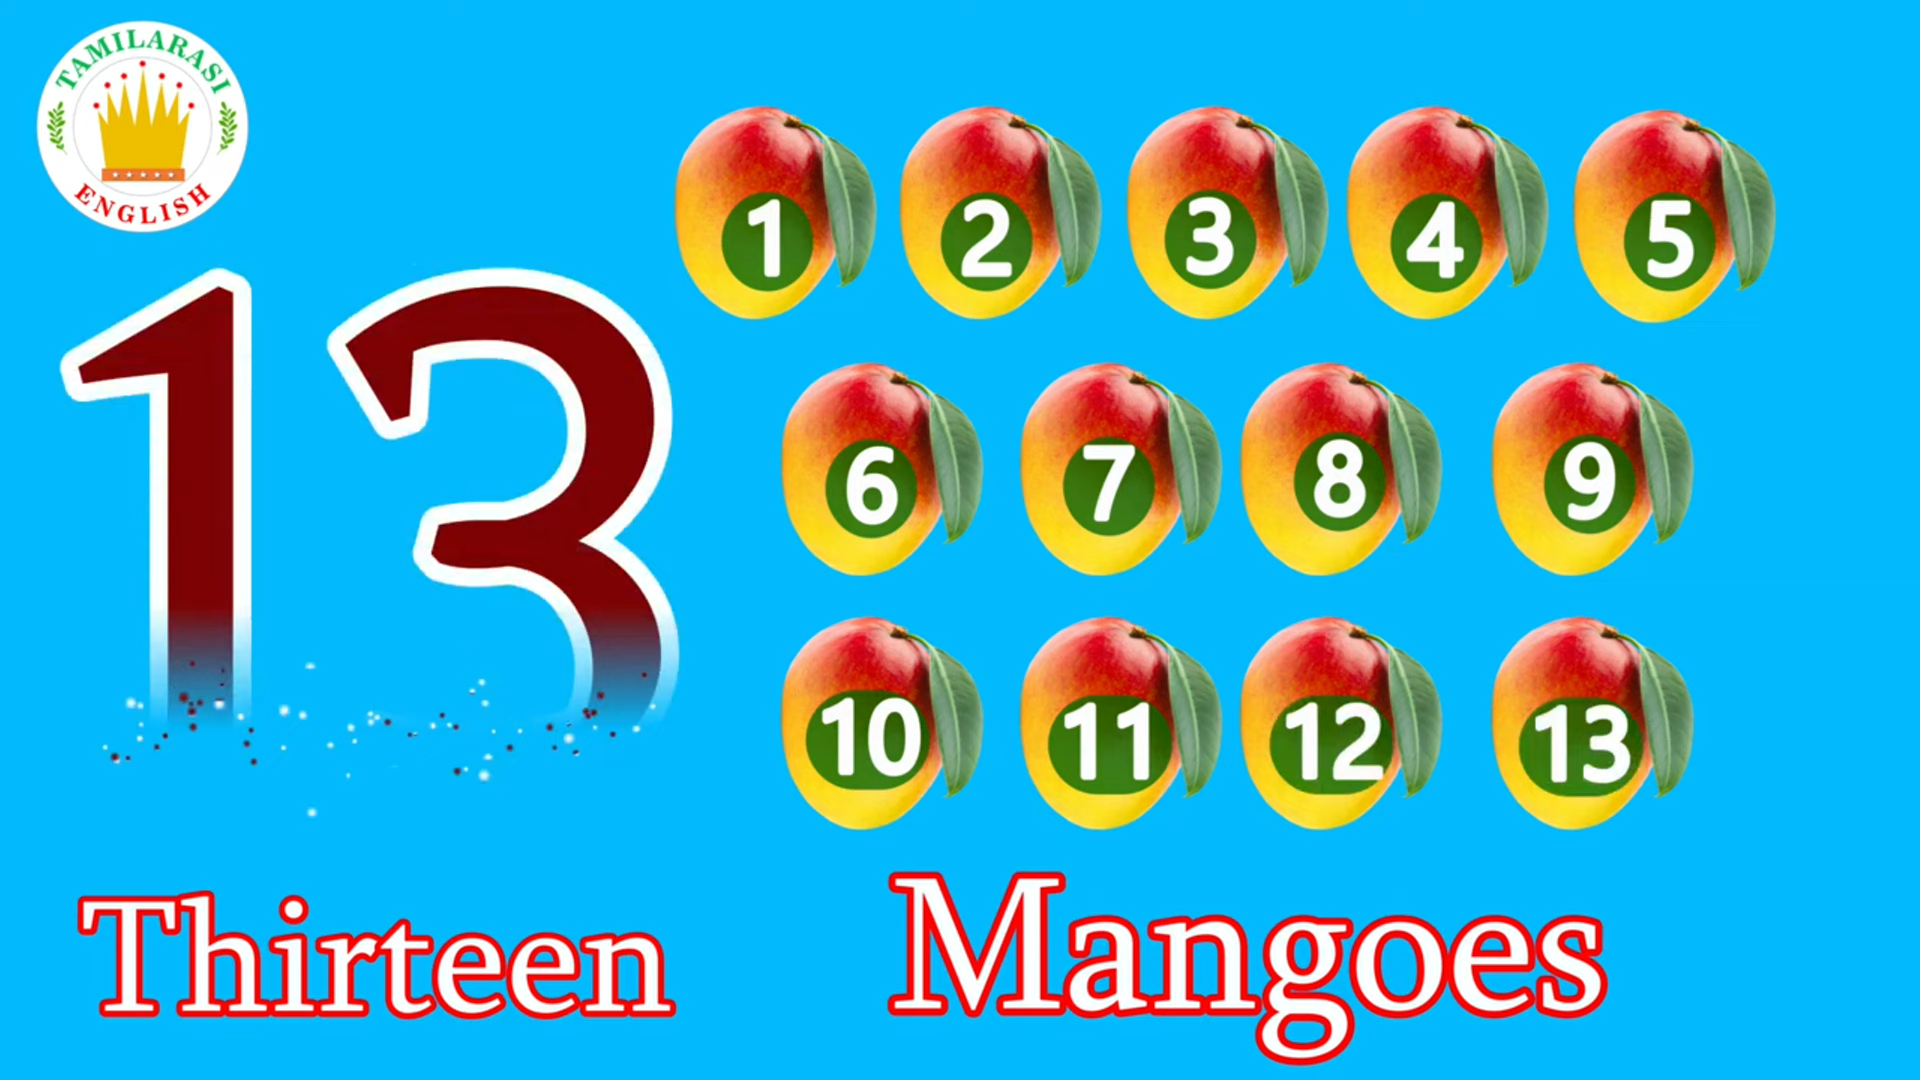 TAMILARASI
ENGLISH
13
1 2 3 4 5
6 7 8 9
10 11 12 13
Thirteen Mangoes